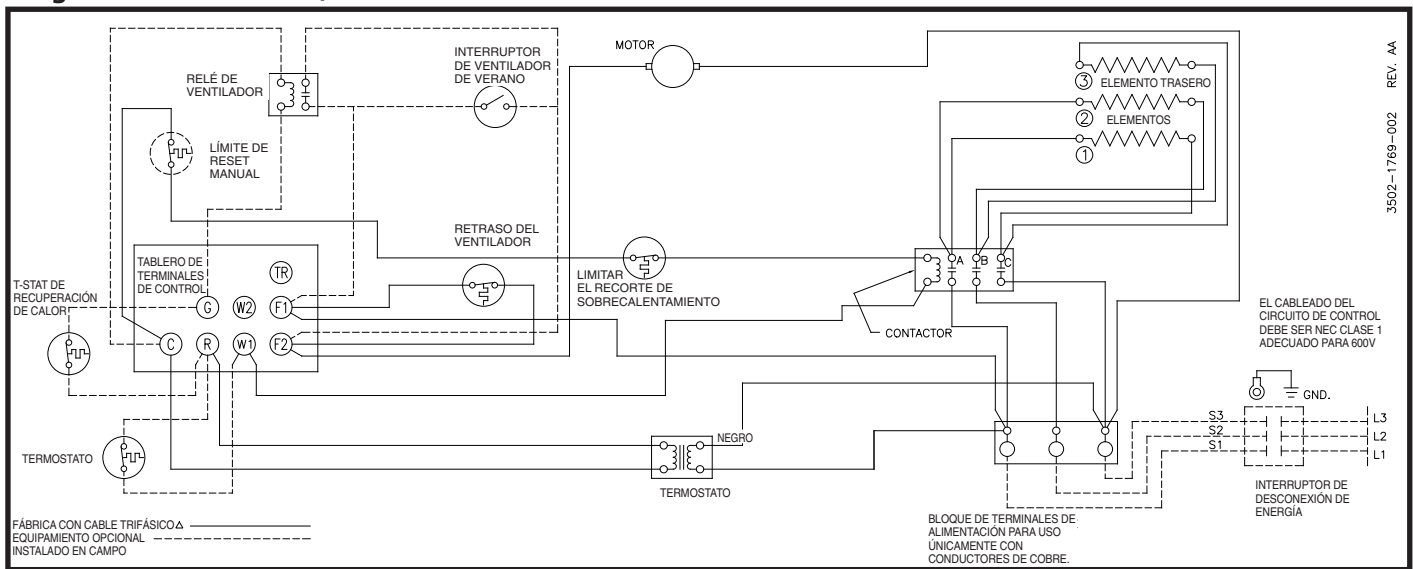 MOTOR
INTERRUPTOR
DE VENTILADOR
DE VERANO
RELÉ DE
VENTILADOR
3
ELEMENTO TRASERO
2
ELEMENTOS
1
3502-1769-002 REV. AA
LÍMITE DE
RESET
MANUAL
RETRASO DEL
VENTILADOR
TABLERO DE
TERMINALES
DE CONTROL
TR
G
W2
F1
C
R
W1
F2
T-STAT DE
RECUPERACIÓN
DE CALOR
LIMITAR
EL RECORTE DE
SOBRECALENTAMIENTO
A
B
C
CONTACTOR
EL CABLEADO DEL
CIRCUITO DE CONTROL
DEBE SER NEC CLASE 1
ADECUADO PARA 600V
GND.
S3
S2
S1
L3
L2
L1
INTERRUPTOR DE
DESCONEXIÓN DE
ENERGÍA
NEGRO
TERMOSTATO
TERMOSTATO
BLOQUE DE TERMINALES DE
ALIMENTACIÓN PARA USO
ÚNICAMENTE CON
CONDUCTORES DE COBRE.
FÁBRICA CON CABLE TRIFÁSICO△
EQUIPAMIENTO OPCIONAL
INSTALADO EN CAMPO